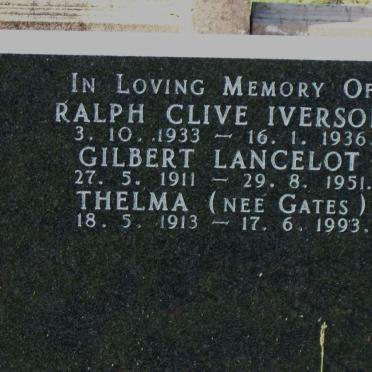 IN LOVING MEMORY OF
RALPH CLIVE IVERSO
3. 10. 1933 — 16. 1. 1936.
GILBERT LANCELOT
27. 5. 1911 — 29. 8. 1951.
THELMA (NEE GATES)
18. 5. 1913 — 17. 6. 1993.